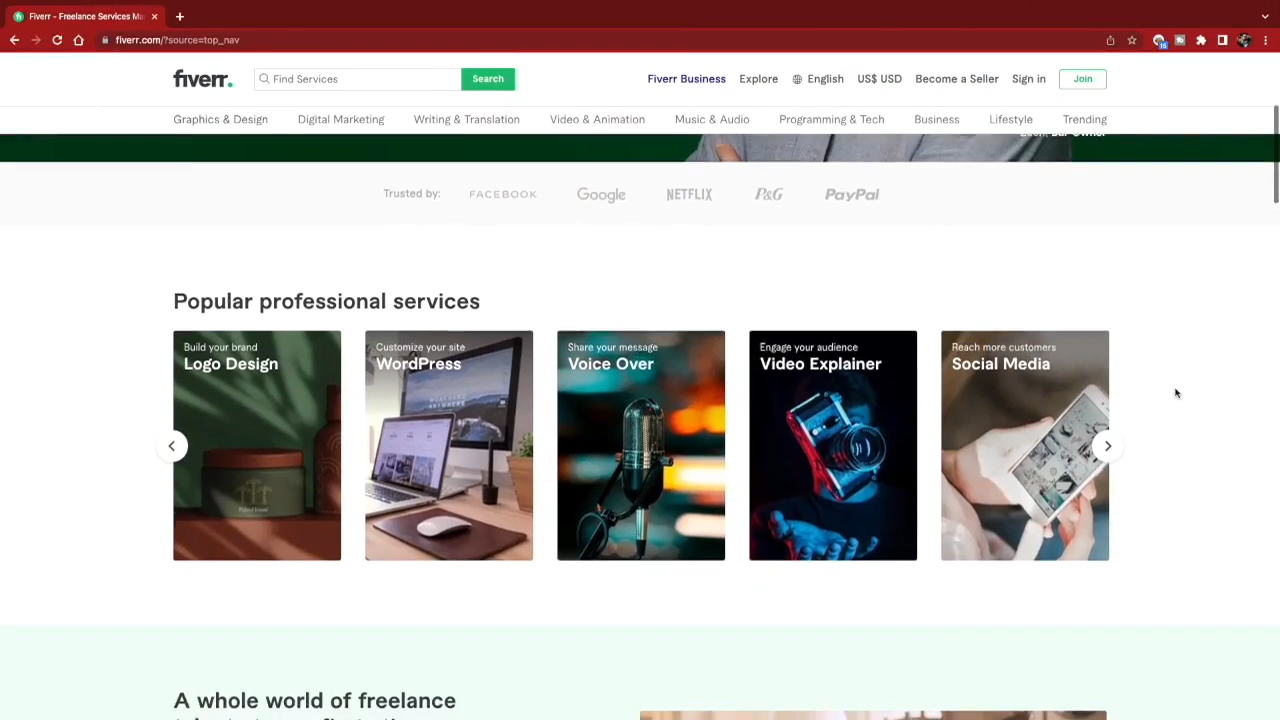 Fiverr - Freelance Services Ma
fiverr.com/?source=top_nav
fiverr.
Find Services
Search
Fiverr Business
Explore
English
US$ USD
Become a Seller
Sign in
Join
Graphics & Design
Digital Marketing
Writing & Translation
Video & Animation
Music & Audio
Programming & Tech
Business
Lifestyle
Trending
Trusted by:
FACEBOOK
Google
NETFLIX
P&G
PayPal
Popular professional services
Build your brand
Logo Design
Customize your site
WordPress
Share your message
Voice Over
Engage your audience
Video Explainer
Reach more customers
Social Media
A whole world of freelance